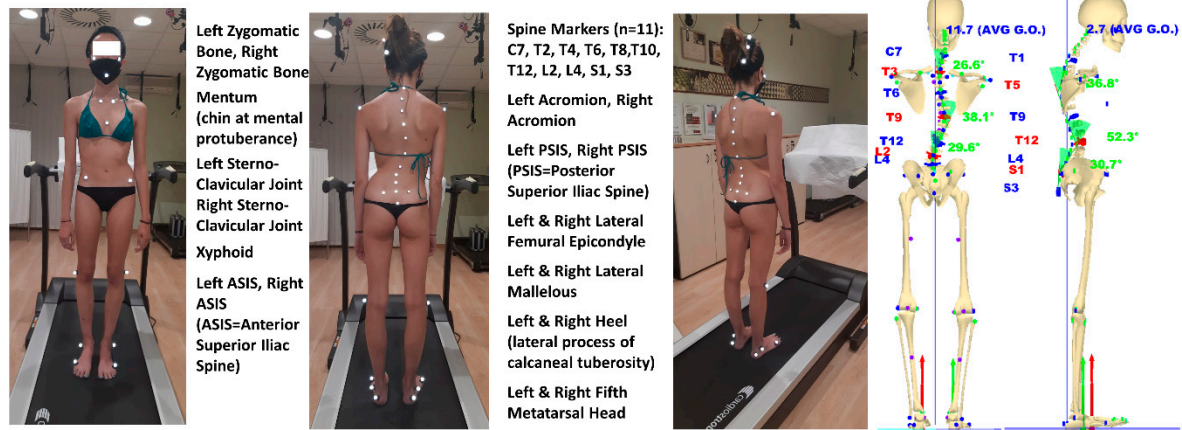 Left Zygomatic
Bone, Right
Zygomatic Bone
Mentum
(chin at mental
protuberance)
Left Sterno-
Clavicular Joint
Right Sterno-
Clavicular Joint
Xyphoid
Left ASIS, Right
ASIS
(ASIS=Anterior
Superior Iliac
Spine)
Spine Markers (n=11):
C7, T2, T4, T6, T8,T10,
T12, L2, L4, S1, S3
Left Acromion, Right
Acromion
Left PSIS, Right PSIS
(PSIS=Posterior
Superior Iliac Spine)
Left & Right Lateral
Femural Epicondyle
Left & Right Lateral
Mallelous
Left & Right Heel
(lateral process of
calcaneal tuberosity)
Left & Right Fifth
Metatarsal Head
cardiostrong
11.7 (AVG G.O.)
C7
26.6°
T3
T6
T9
38.1°
T12
29.6°
L2
L4
2.7 (AVG G.O.)
T1
T5
36.8°
T9
T12
52.3°
L4
30.7°
S1
S3